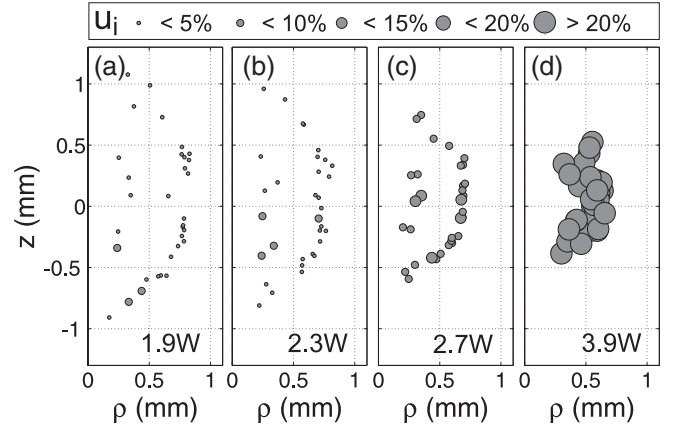 u_i < 5% < 10% < 15% < 20% > 20%
(a) (b) (c) (d)
1
0.5
0
-0.5
-1
z (mm)
1.9W 2.3W 2.7W 3.9W
0 0.5 1 0 0.5 1 0 0.5 1 0 0.5 1
ρ (mm) ρ (mm) ρ (mm) ρ (mm)